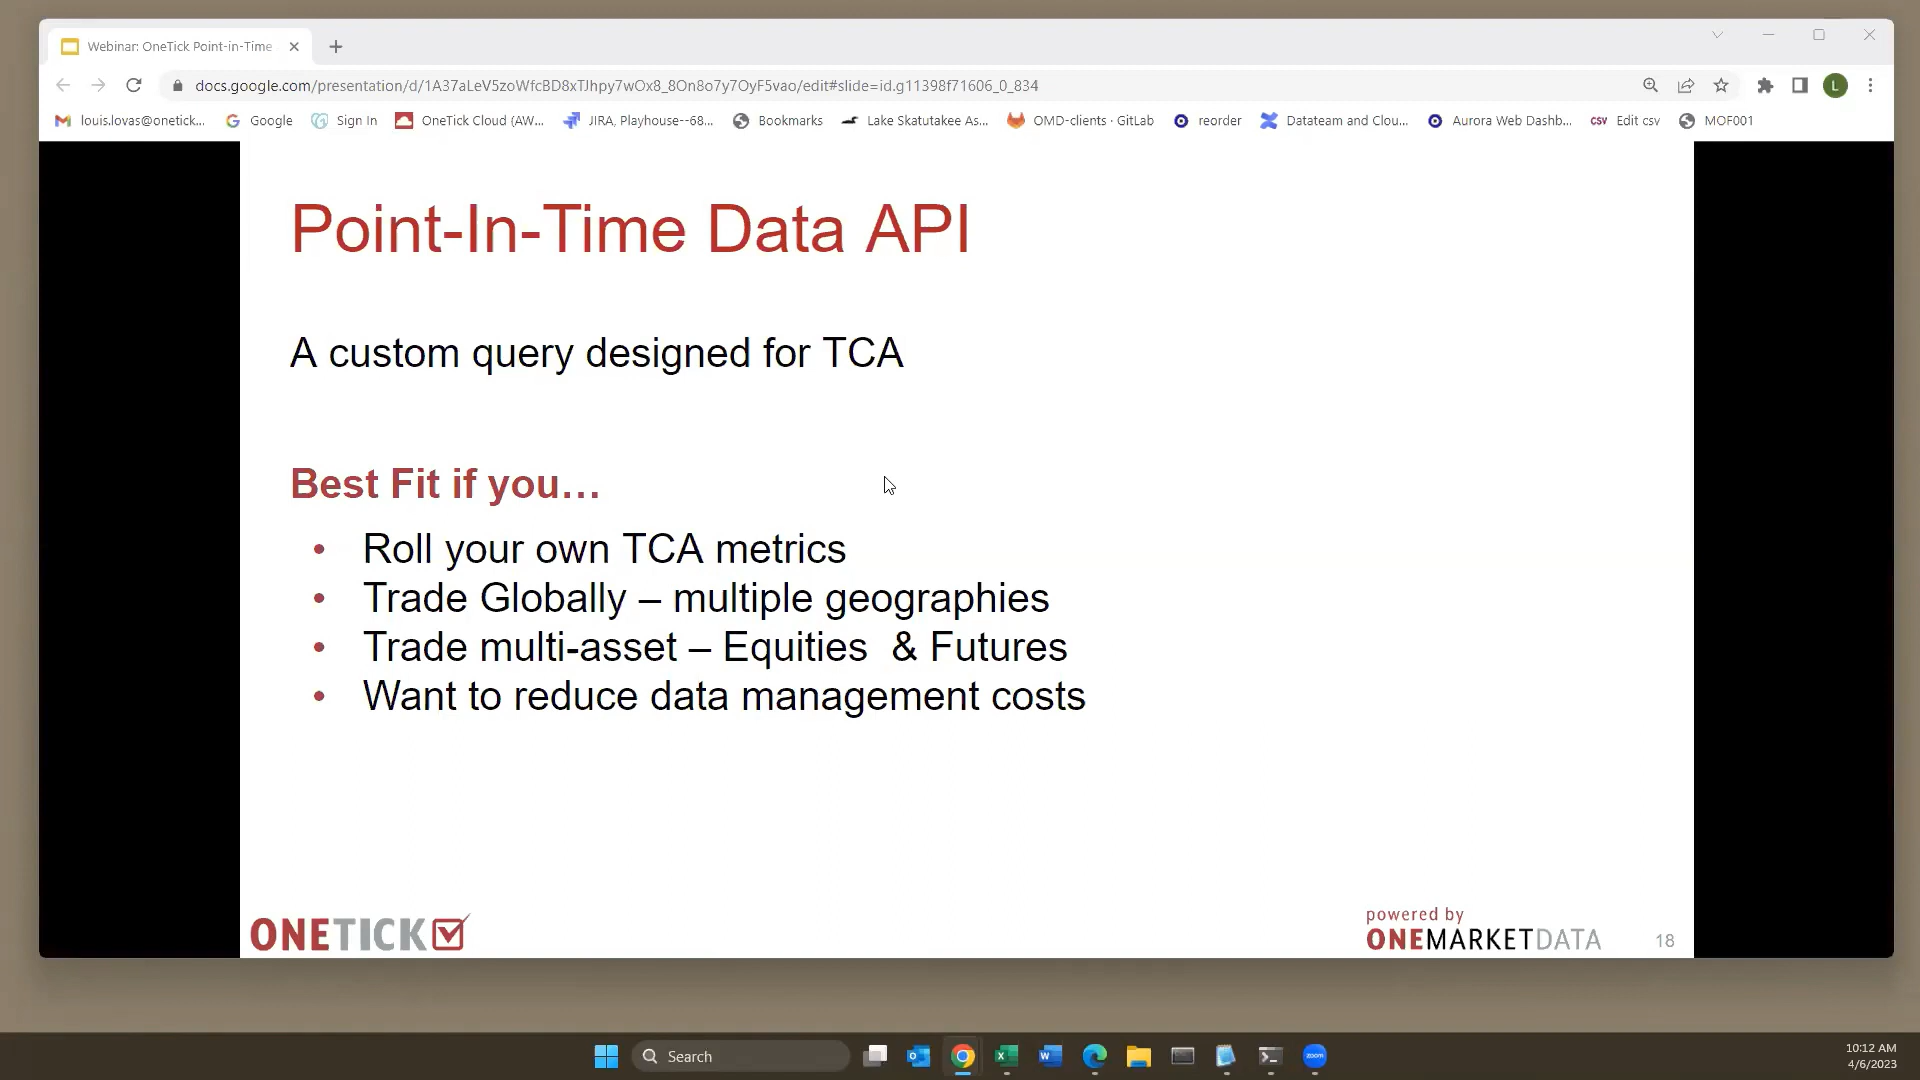 Webinar: OneTick Point-in-Time
docs.google.com/presentation/d/1A37aLeV5zoWfcBD8xTJhpy7wOx8_8On8o7y7OyF5vao/edit#slide=id.g11398f71606_0_834
L
louis.lovas@onetick... Google Sign In OneTick Cloud (AW... JIRA, Playhouse--68... Bookmarks Lake Skatutakee As... OMD-clients · GitLab reorder Datateam and Clou... Aurora Web Dashb... CSV Edit csv MOF001
Point-In-Time Data API
A custom query designed for TCA
Best Fit if you…
• Roll your own TCA metrics
• Trade Globally – multiple geographies
• Trade multi-asset – Equities & Futures
• Want to reduce data management costs
ONETICK
powered by
ONEMARKETDATA
18
Search
zoom
10:12 AM
4/6/2023